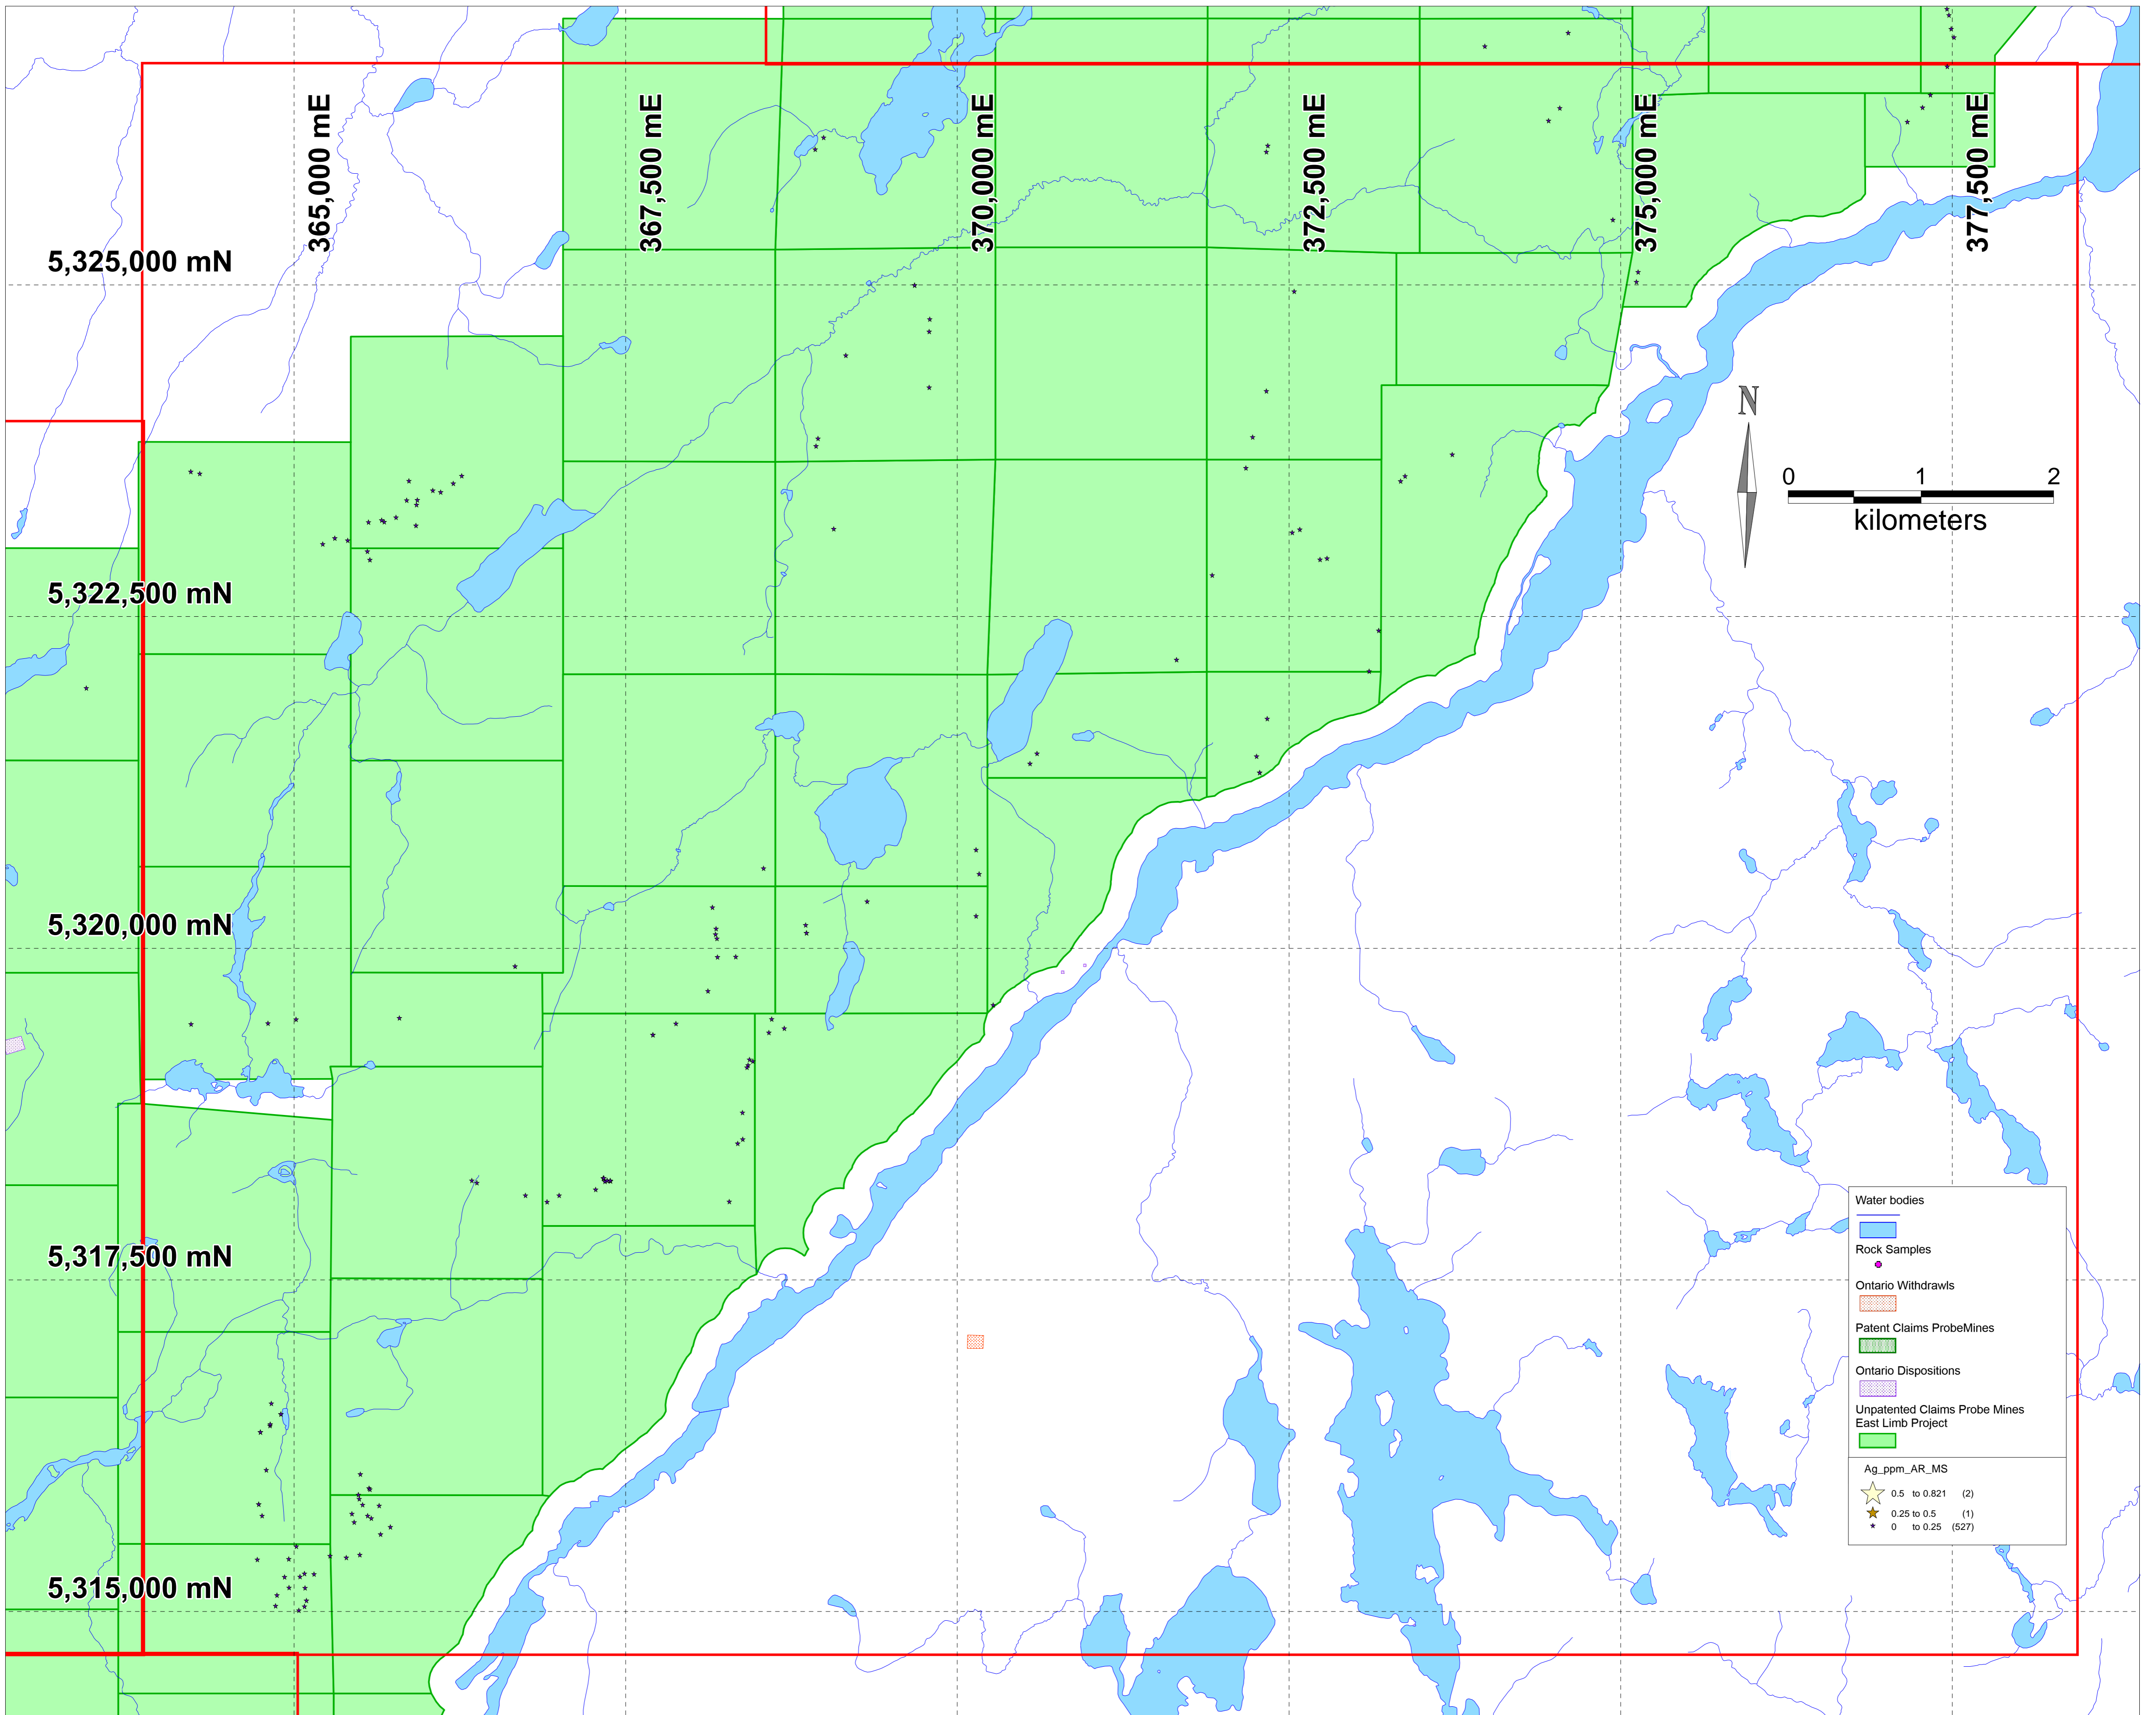 365,000 mE
367,500 mE
370,000 mE
372,500 mE
375,000 mE
377,500 mE
5,325,000 mN
N
0 1 2
kilometers
5,322,500 mN
5,320,000 mN
5,317,500 mN
5,315,000 mN
Water bodies
Rock Samples
Ontario Withdrawls
Patent Claims ProbeMines
Ontario Dispositions
Unpatented Claims Probe Mines
East Limb Project
Ag_ppm_AR_MS
0.5 to 0.821 (2)
0.25 to 0.5 (1)
0 to 0.25 (527)